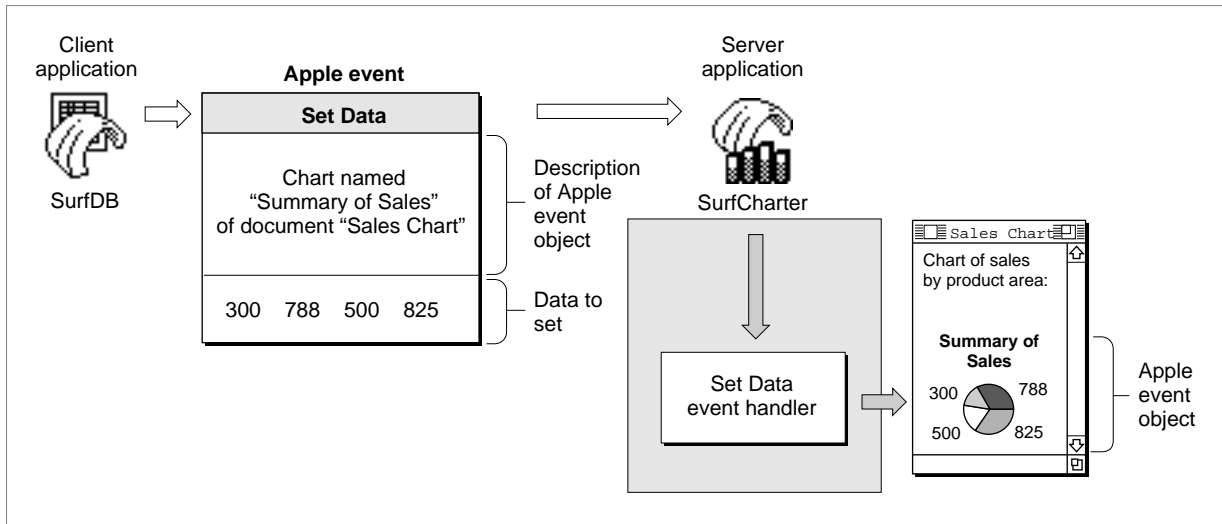 Client
application
SurfDB
Apple event
Set Data
Chart named
“Summary of Sales”
of document “Sales Chart”
300 788 500 825
Description
of Apple
event
object
Data to
set
Server
application
SurfCharter
Set Data
event handler
Sales Chart
Chart of sales
by product area:
Summary of
Sales
300 788
500 825
Apple
event
object